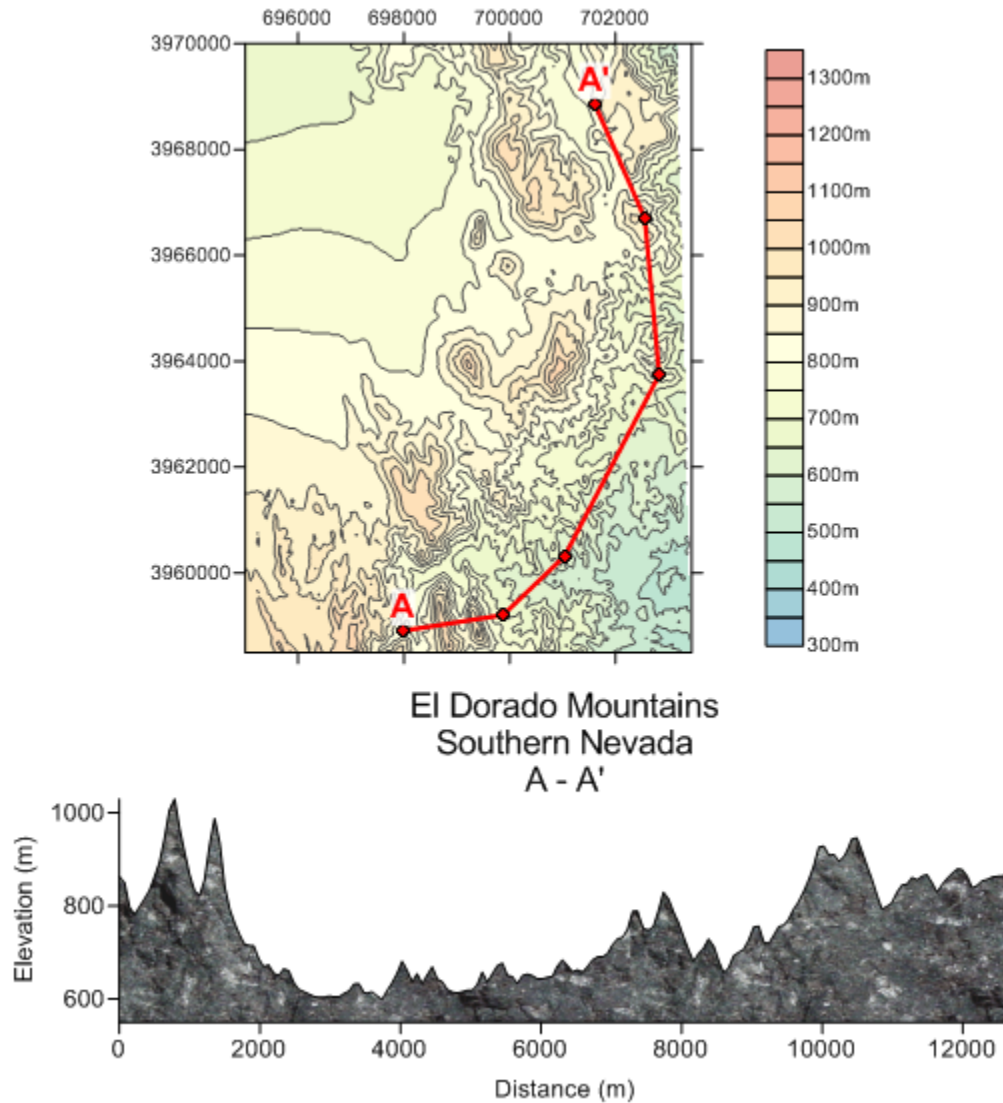 696000 698000 700000 702000
3970000
3968000
3966000
3964000
3962000
3960000
A'
A
1300m
1200m
1100m
1000m
900m
800m
700m
600m
500m
400m
300m
El Dorado Mountains
Southern Nevada
A - A'
Elevation (m)
1000
800
600
0 2000 4000 6000 8000 10000 12000
Distance (m)